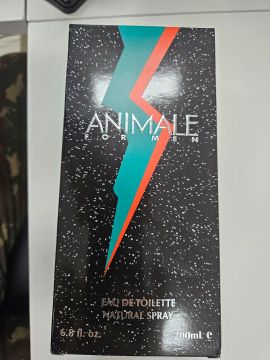 ANIMALE
FOR MEN
EAU DE TOILETTE
NATURAL SPRAY
6.8 fl. oz. 200mL e